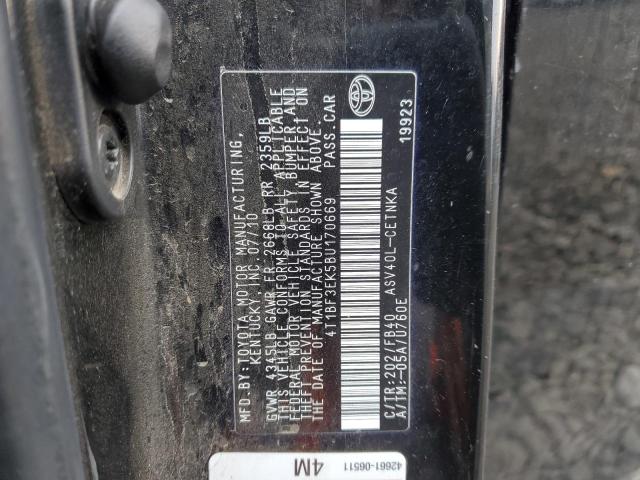 MFD.BY:TOYOTA MOTOR MANUFACTURING,
KENTUCKY, INC.07/10
GVWR 4345LB GAWR FR 2668LB RR 2359LB
THIS VEHICLE CONFORMS TO ALL APPLICABLE
FEDERAL MOTOR VEHICLE SAFETY, BUMPER, AND
THEFT PREVENTION STANDARDS IN EFFECT ON
THE DATE OF MANUFACTURE SHOWN ABOVE.
4T1BF3EK5BU170669 PASS.CAR
C/TR:202/FB40 ASV40L-CETNKA
A/TM:-05A/U760E 19923
42661-06511
4M